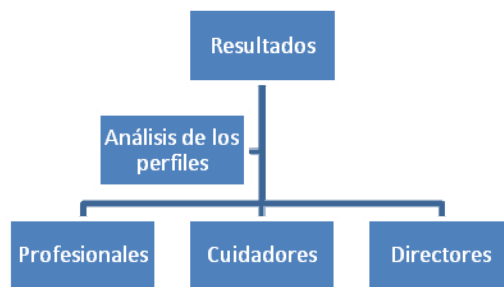 Resultados
Análisis de los
perfiles
Profesionales
Cuidadores
Directores